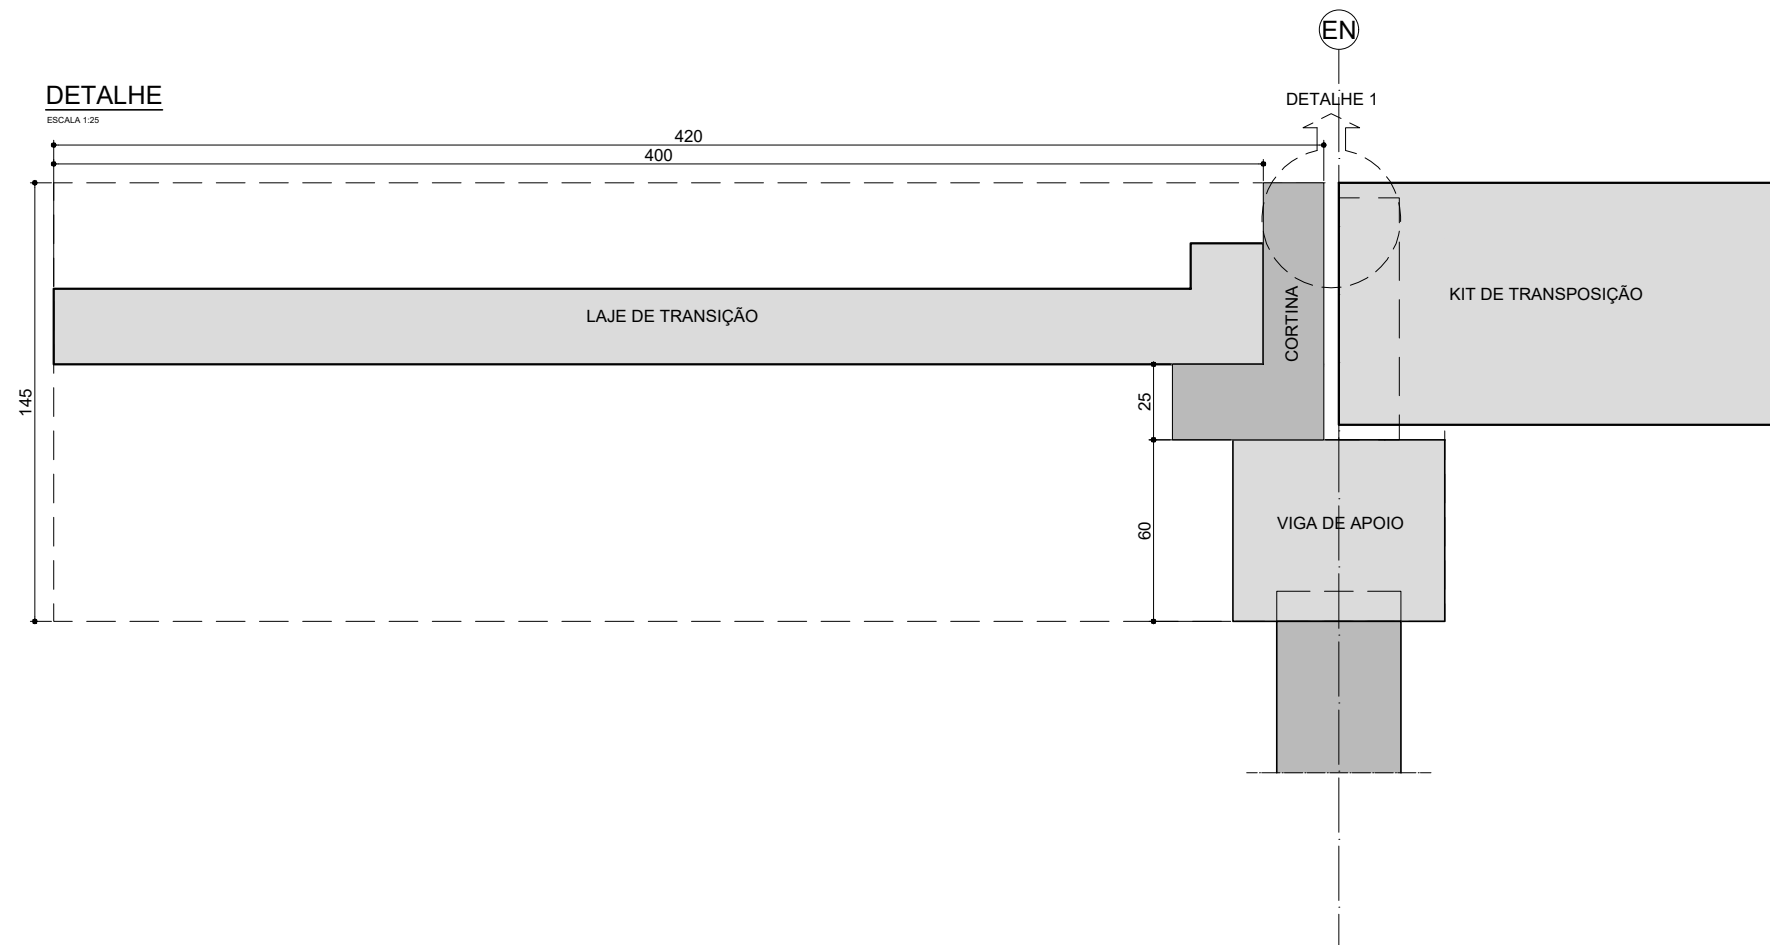 EN
DETALHE
ESCALA 1:25
DETALHE 1
420
400
KIT DE TRANSPOSIÇÃO
LAJE DE TRANSIÇÃO
CORTINA
145
25
60
VIGA DE APOIO